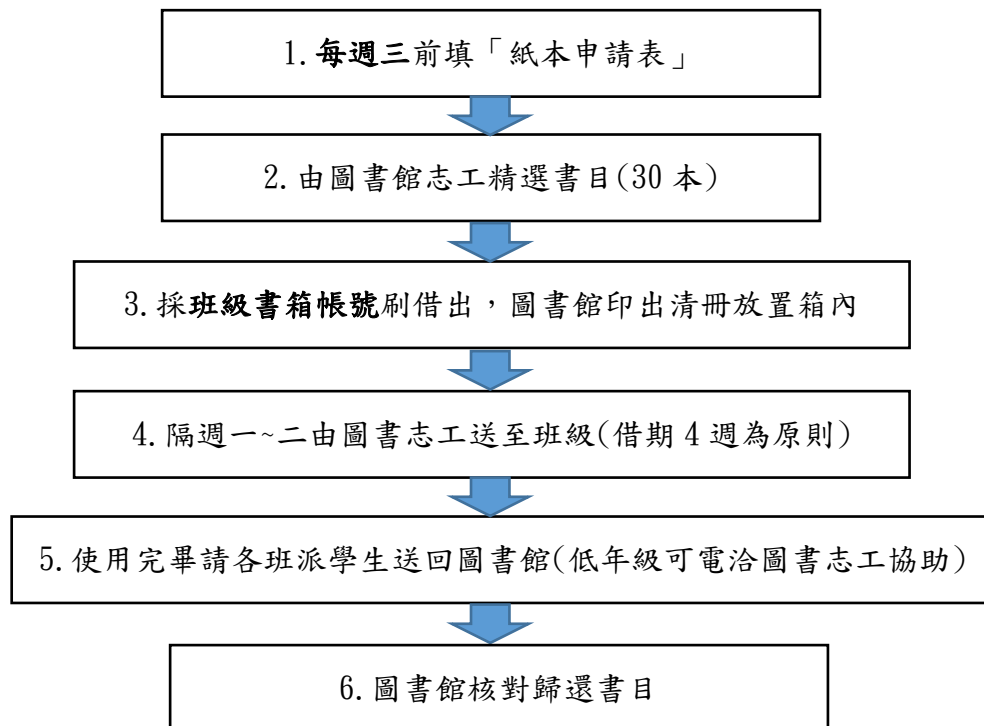 1.每週三前填「紙本申請表」
2.由圖書館志工精選書目(30 本)
3.採班級書箱帳號刷借出，圖書館印出清冊放置箱內
4.隔週一~二由圖書志工送至班級(借期 4 週為原則)
5.使用完畢請各班派學生送回圖書館(低年級可電洽圖書志工協助)
6.圖書館核對歸還書目